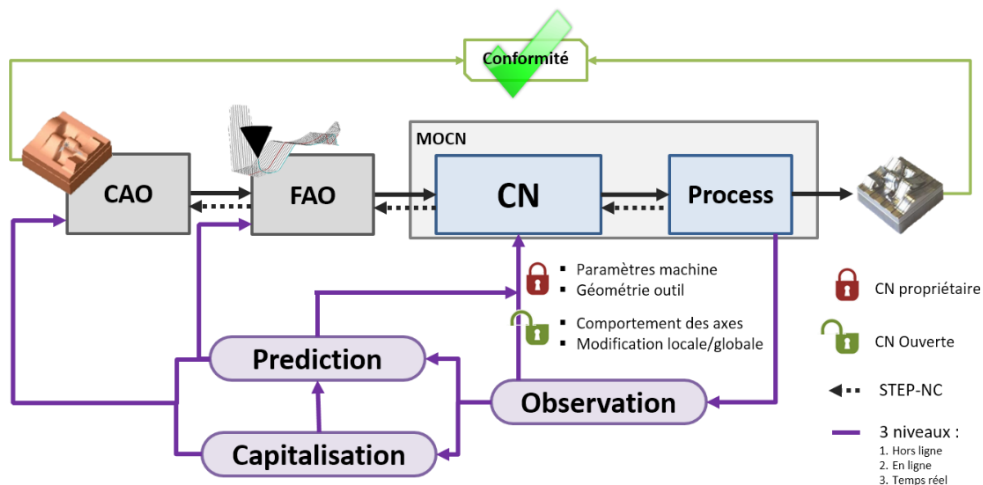 Conformité
MOCN
CAO
FAO
CN
Process
▪ Paramètres machine
▪ Géométrie outil
▪ Comportement des axes
▪ Modification locale/globale
CN propriétaire
CN Ouverte
STEP-NC
3 niveaux :
1. Hors ligne
2. En ligne
3. Temps réel
Prediction
Observation
Capitalisation